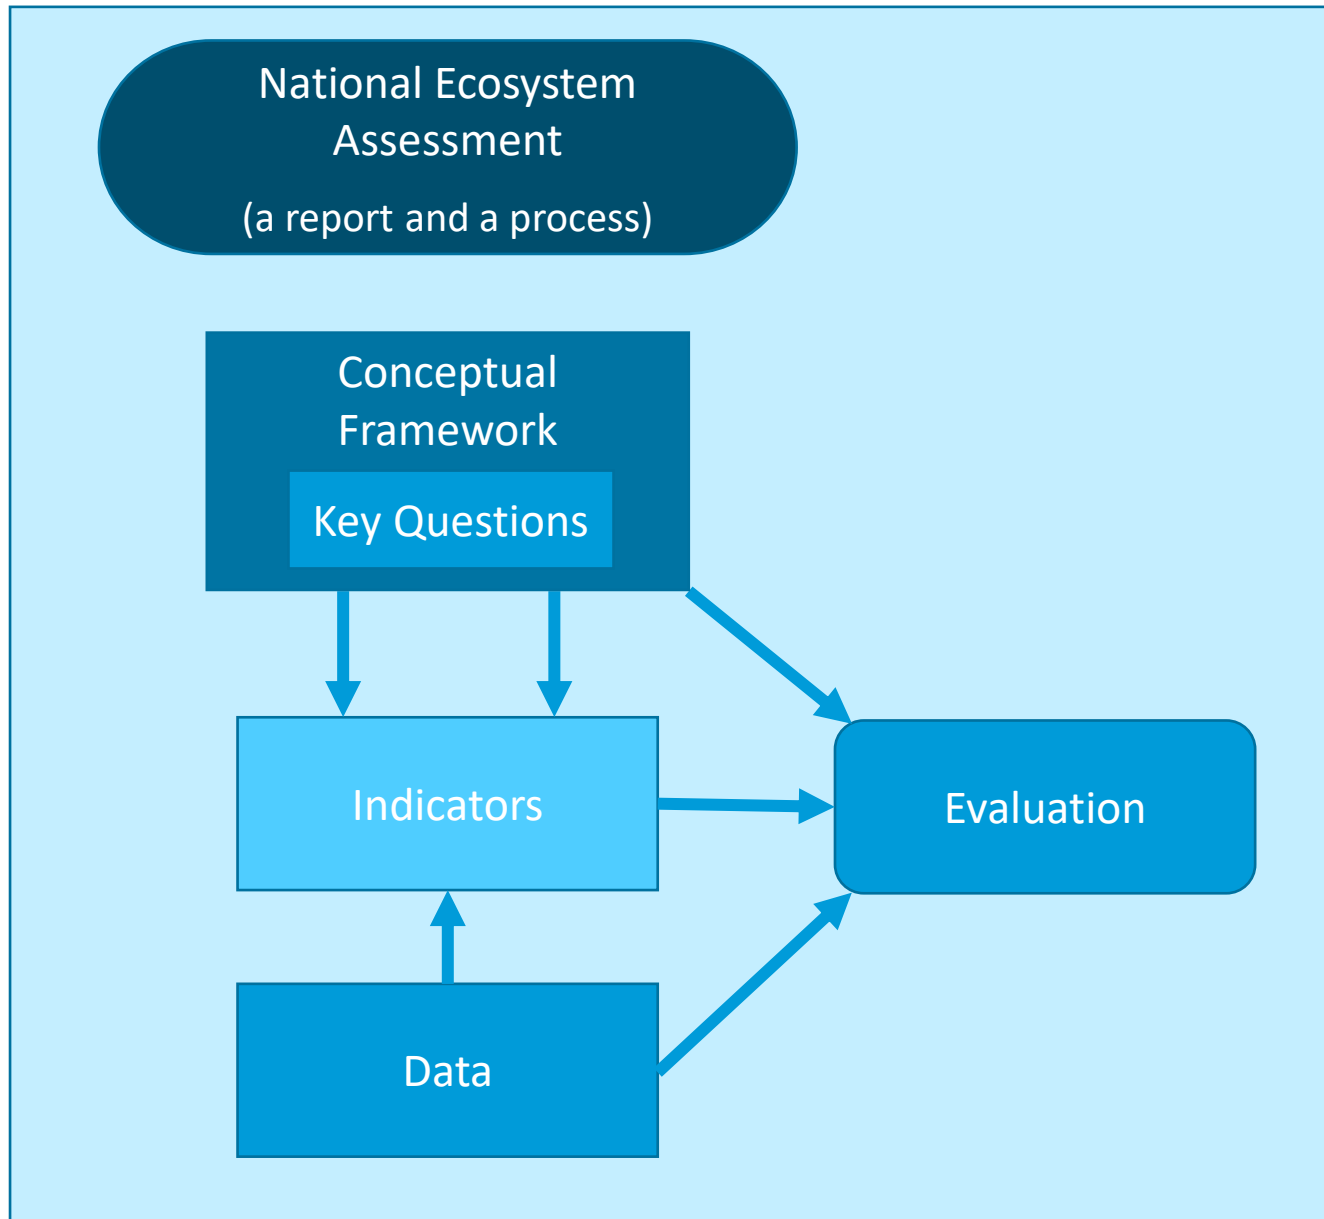 National Ecosystem
Assessment
(a report and a process)
Conceptual
Framework
Key Questions
Indicators
Evaluation
Data